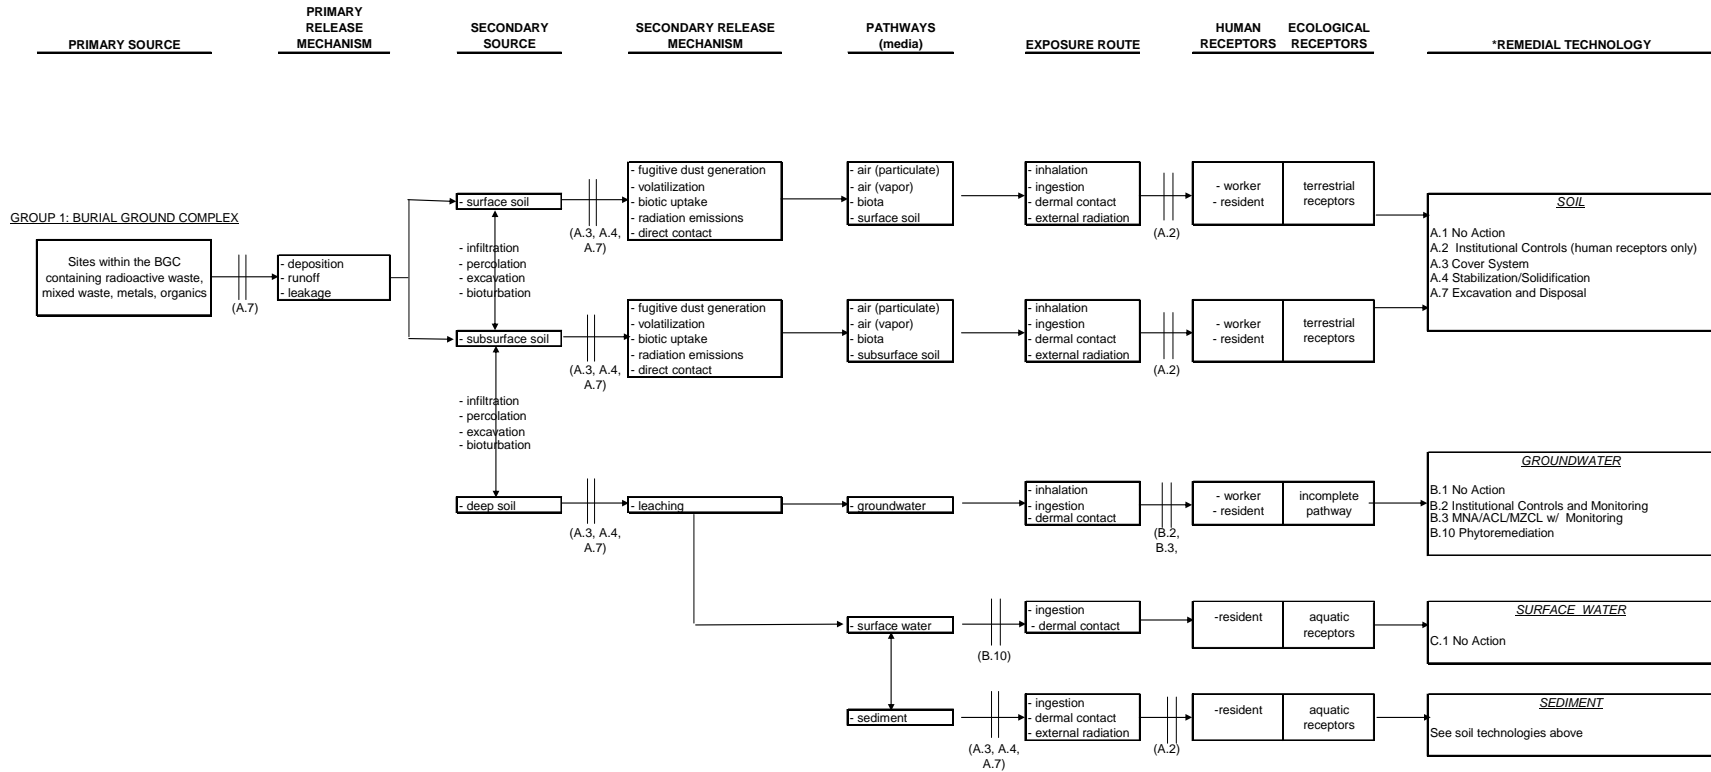 PRIMARY SOURCE
PRIMARY
RELEASE
MECHANISM
SECONDARY
SOURCE
SECONDARY RELEASE
MECHANISM
PATHWAYS
(media)
EXPOSURE ROUTE
HUMAN
RECEPTORS
ECOLOGICAL
RECEPTORS
*REMEDIAL TECHNOLOGY
GROUP 1: BURIAL GROUND COMPLEX
Sites within the BGC
containing radioactive waste,
mixed waste, metals, organics
(A.7)
- deposition
- runoff
- leakage
- surface soil
(A.3, A.4,
A.7)
- fugitive dust generation
- volatilization
- biotic uptake
- radiation emissions
- direct contact
- air (particulate)
- air (vapor)
- biota
- surface soil
- inhalation
- ingestion
- dermal contact
- external radiation
(A.2)
- worker
- resident
terrestrial
receptors
SOIL
A.1 No Action
A.2 Institutional Controls (human receptors only)
A.3 Cover System
A.4 Stabilization/Solidification
A.7 Excavation and Disposal
- infiltration
- percolation
- excavation
- bioturbation
- subsurface soil
(A.3, A.4,
A.7)
- fugitive dust generation
- volatilization
- biotic uptake
- radiation emissions
- direct contact
- air (particulate)
- air (vapor)
- biota
- subsurface soil
- inhalation
- ingestion
- dermal contact
- external radiation
(A.2)
- worker
- resident
terrestrial
receptors
- infiltration
- percolation
- excavation
- bioturbation
- deep soil
(A.3, A.4,
A.7)
- leaching
- groundwater
- inhalation
- ingestion
- dermal contact
(B.2,
B.3,
- worker
- resident
incomplete
pathway
GROUNDWATER
B.1 No Action
B.2 Institutional Controls and Monitoring
B.3 MNA/ACL/MZCL w/ Monitoring
B.10 Phytoremediation
- surface water
(B.10)
- ingestion
- dermal contact
-resident
aquatic
receptors
SURFACE WATER
C.1 No Action
- sediment
(A.3, A.4,
A.7)
- ingestion
- dermal contact
- external radiation
(A.2)
-resident
aquatic
receptors
SEDIMENT
See soil technologies above